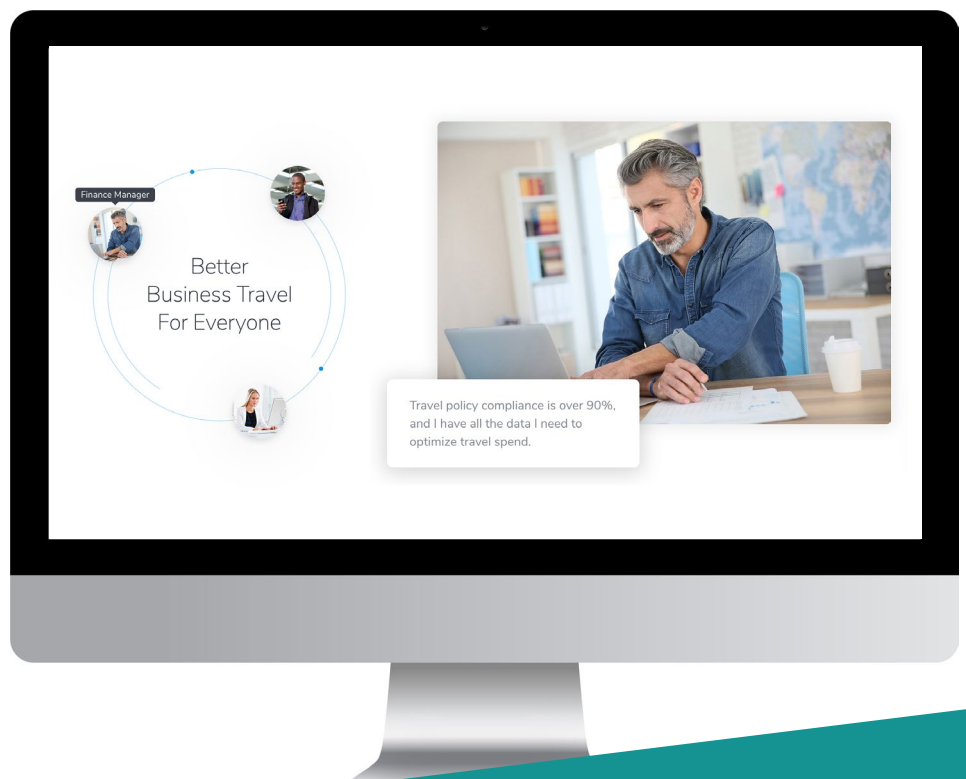 Finance Manager
Better
Business Travel
For Everyone
Travel policy compliance is over 90%,
and I have all the data I need to
optimize travel spend.